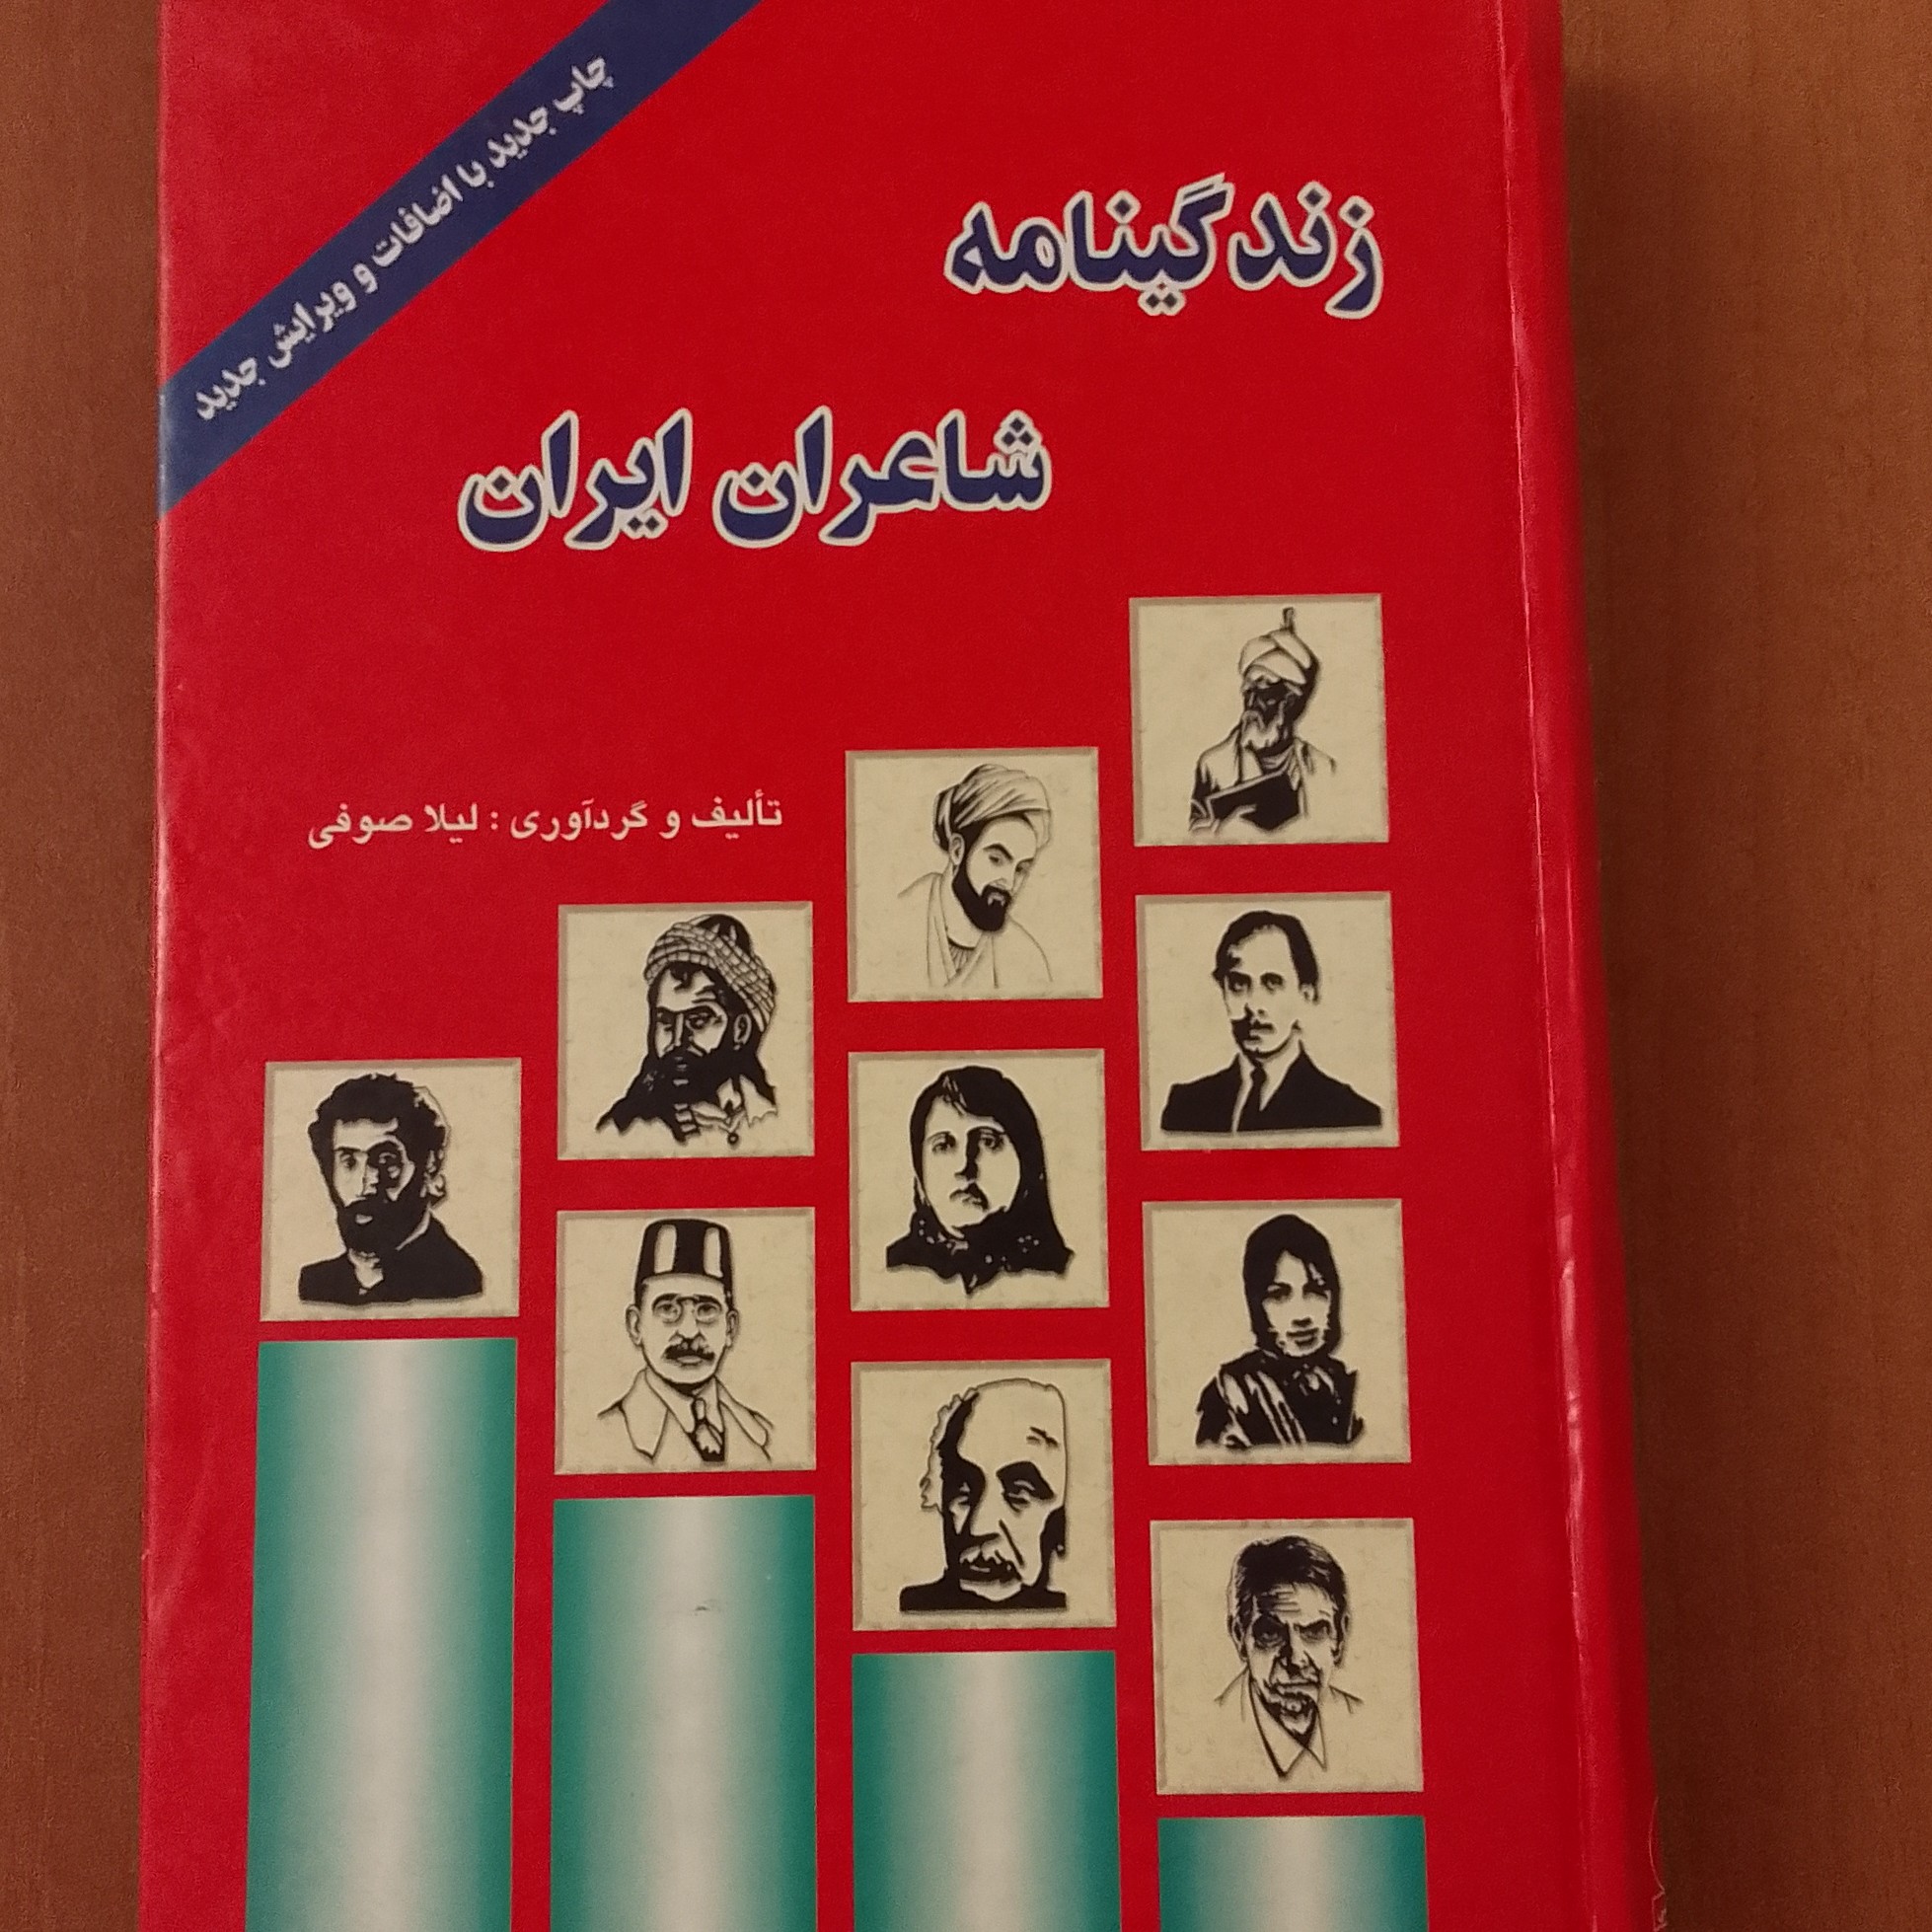 چاپ جدید با اضافات و ویرایش جدید
زندگینامه
شاعران ایران
تألیف و گردآوری : لیلا صوفی